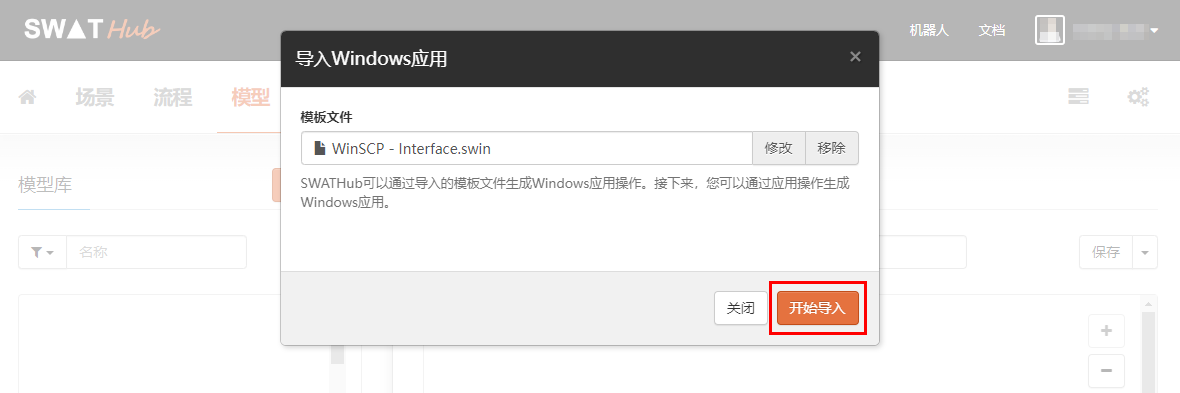 SWAT Hub
机器人
文档
导入Windows应用
×
场景
流程
模型
模板文件
WinSCP - Interface.swin
修改
移除
SWATHub可以通过导入的模板文件生成Windows应用操作。接下来，您可以通过应用操作生成
Windows应用。
模型库
名称
保存
关闭
开始导入